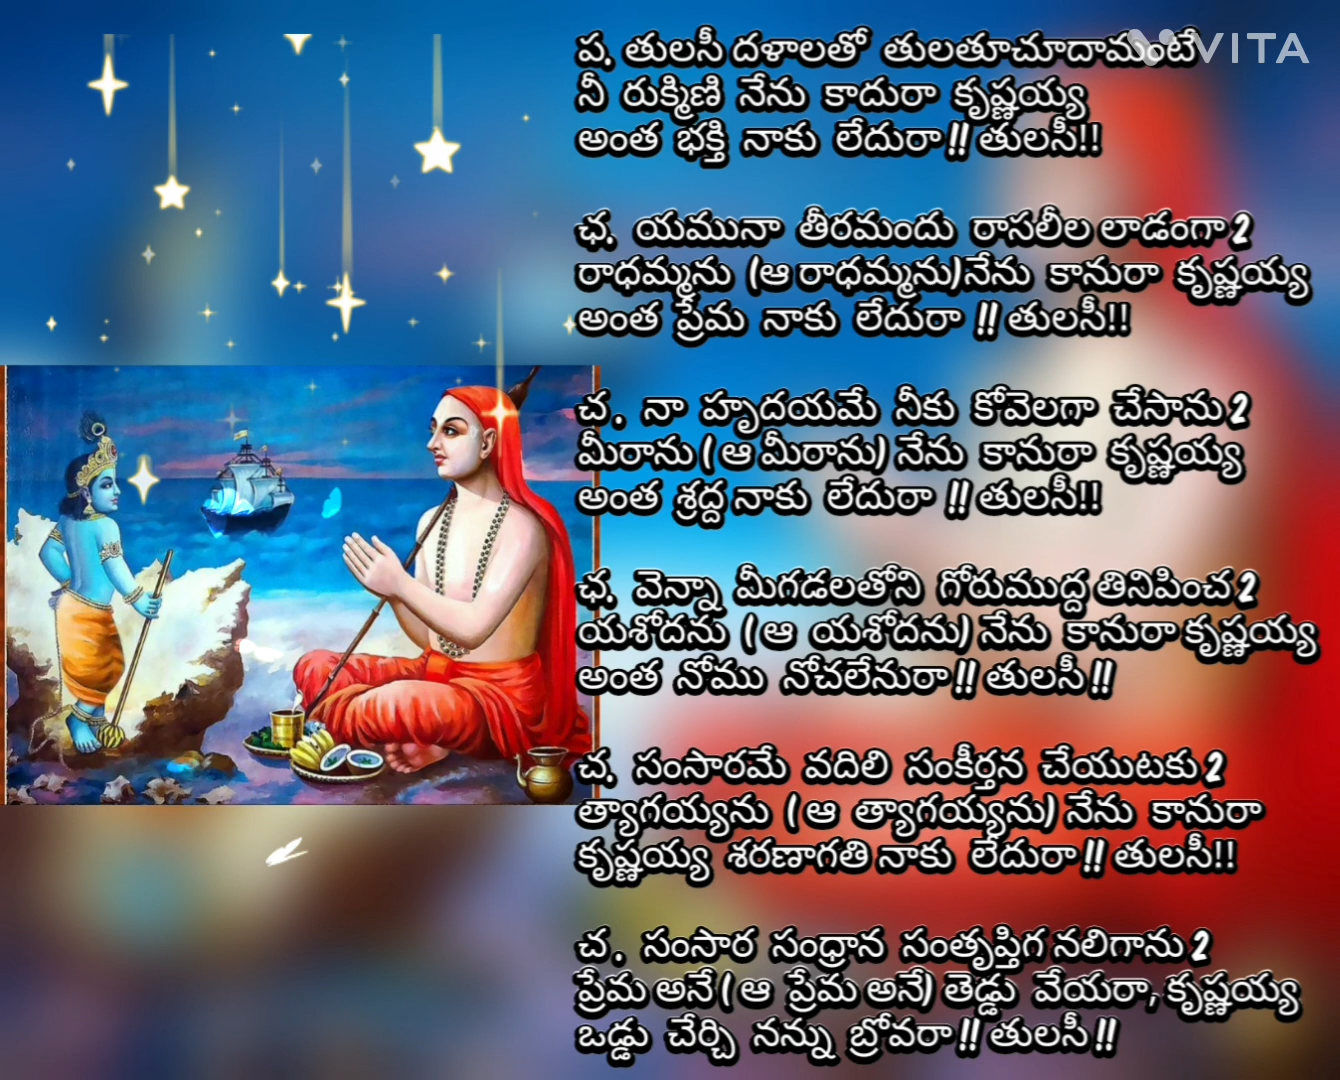 VITA
ప. తులసీ దళాలతో తులతూచూదామంటే
నీ రుక్మిణి నేను కాదురా కృష్ణయ్య
అంత భక్తి నాకు లేదురా !! తులసీ!!
ఛ. యమునా తీరమందు రాసలీల లాడంగా 2
రాధమ్మను (ఆ రాధమ్మను) నేను కానురా కృష్ణయ్య
అంత ప్రేమ నాకు లేదురా !! తులసీ!!
చ . నా హృదయమే నీకు కోవెలగా చేసాను 2
మీరాను ( ఆ మీరాను) నేను కానురా కృష్ణయ్య
అంత శ్రద్ద నాకు లేదురా !! తులసీ!!
ఛ. వెన్నా మీగడలతోని గోరుముద్ద తినిపించ 2
యశోదను ( ఆ యశోదను) నేను కానురా కృష్ణయ్య
అంత నోము నోచలేనురా !! తులసీ !!
చ. సంసారమే వదిలి సంకీర్తన చేయుటకు 2
త్యాగయ్యను ( ఆ త్యాగయ్యను) నేను కానురా
కృష్ణయ్య శరణాగతి నాకు లేదురా !! తులసీ!!
చ . సంసార సంధ్రాన సంతృప్తిగ నలిగాను 2
ప్రేమ అనే ( ఆ ప్రేమ అనే) తెడ్డు వేయరా, కృష్ణయ్య
ఒడ్డు చేర్చి నన్ను బ్రోవరా !! తులసీ !!